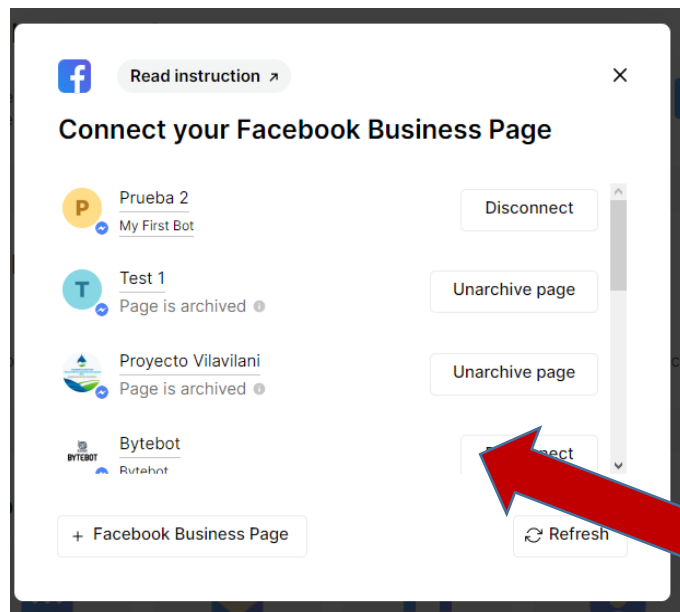 Read instruction
Connect your Facebook Business Page
P
Prueba 2
My First Bot
Disconnect
T
Test 1
Page is archived
Unarchive page
Proyecto Vilavilani
Page is archived
Unarchive page
BYTEBOT
Bytebot
Bytebot
+ Facebook Business Page
Refresh